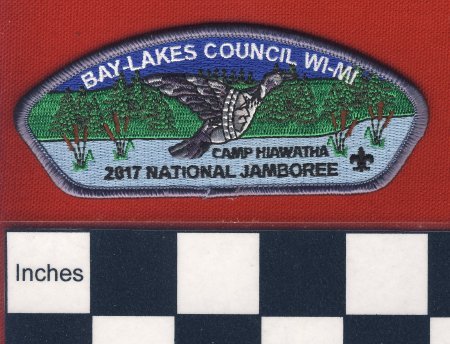 BAY-LAKES COUNCIL WI-MI
CAMP HIAWATHA
2017 NATIONAL JAMBOREE
Inches